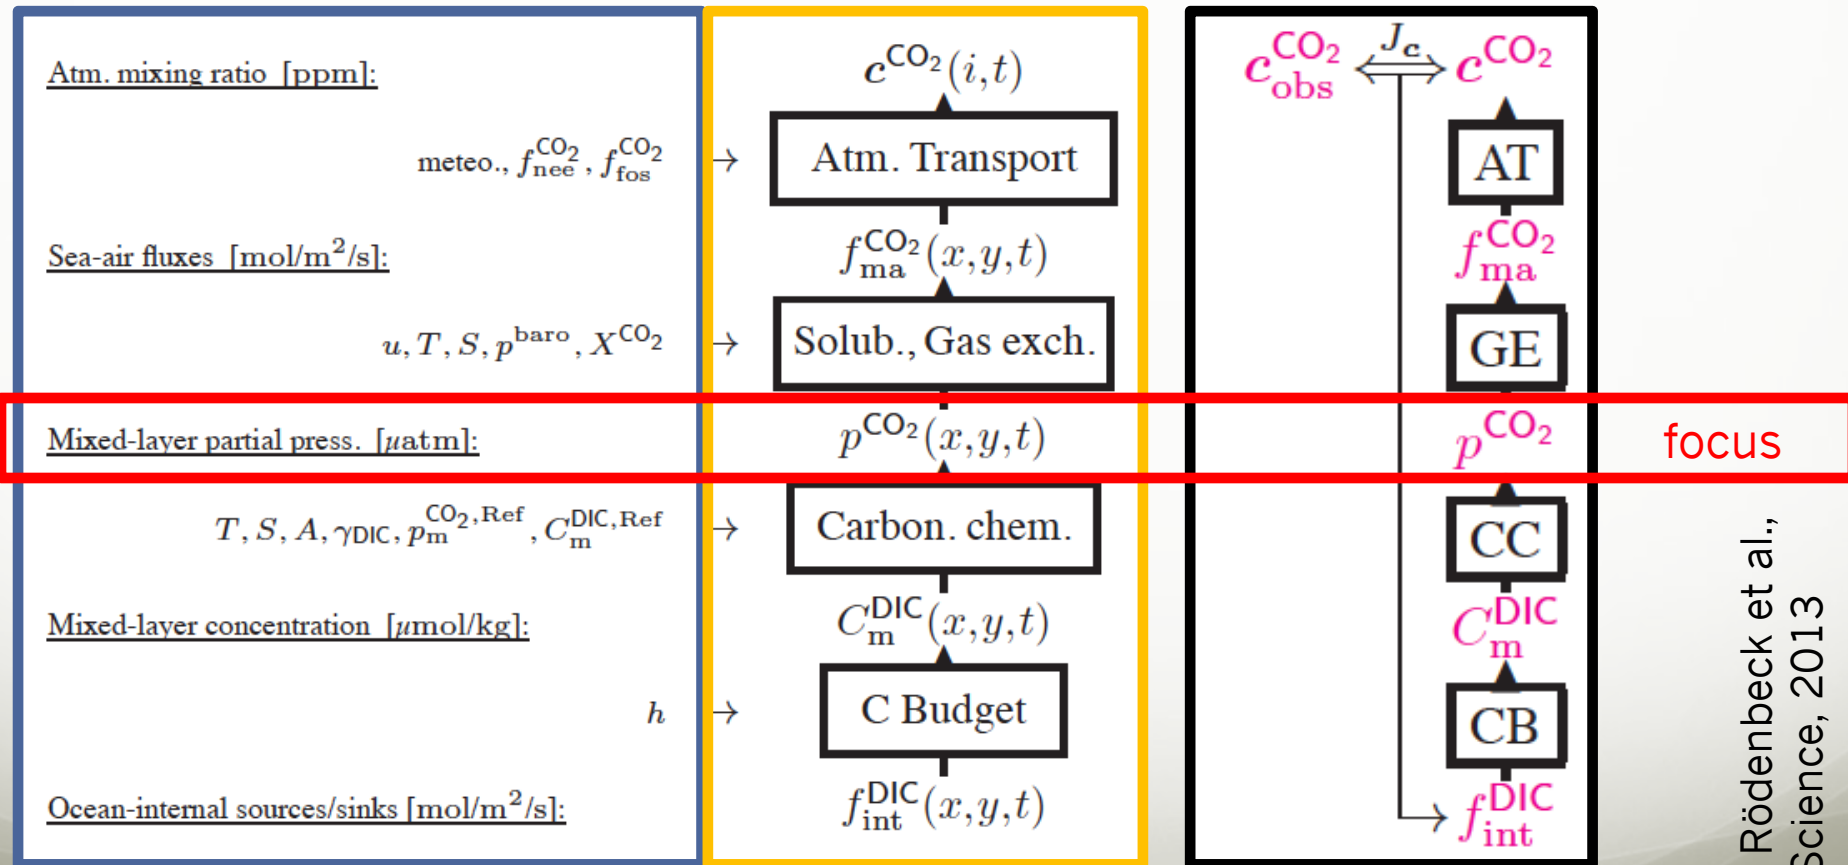 Atm. mixing ratio [ppm]:
c^CO₂(i,t)
c_obs^CO₂ ⟺ J_c c^CO₂
meteo., f_nee^CO₂, f_fos^CO₂ →
Atm. Transport
AT
Sea-air fluxes [mol/m²/s]:
f_ma^CO₂(x,y,t)
f_ma^CO₂
u, T, S, p^baro, X^CO₂ →
Solub., Gas exch.
GE
Mixed-layer partial press. [μatm]:
p^CO₂(x,y,t)
p^CO₂
focus
T, S, A, γ_DIC, p_m^CO₂,Ref, C_m^DIC,Ref →
Carbon. chem.
CC
Mixed-layer concentration [μmol/kg]:
C_m^DIC(x,y,t)
C_m^DIC
h →
C Budget
CB
Ocean-internal sources/sinks [mol/m²/s]:
f_int^DIC(x,y,t)
f_int^DIC
Rödenbeck et al.,
Science, 2013